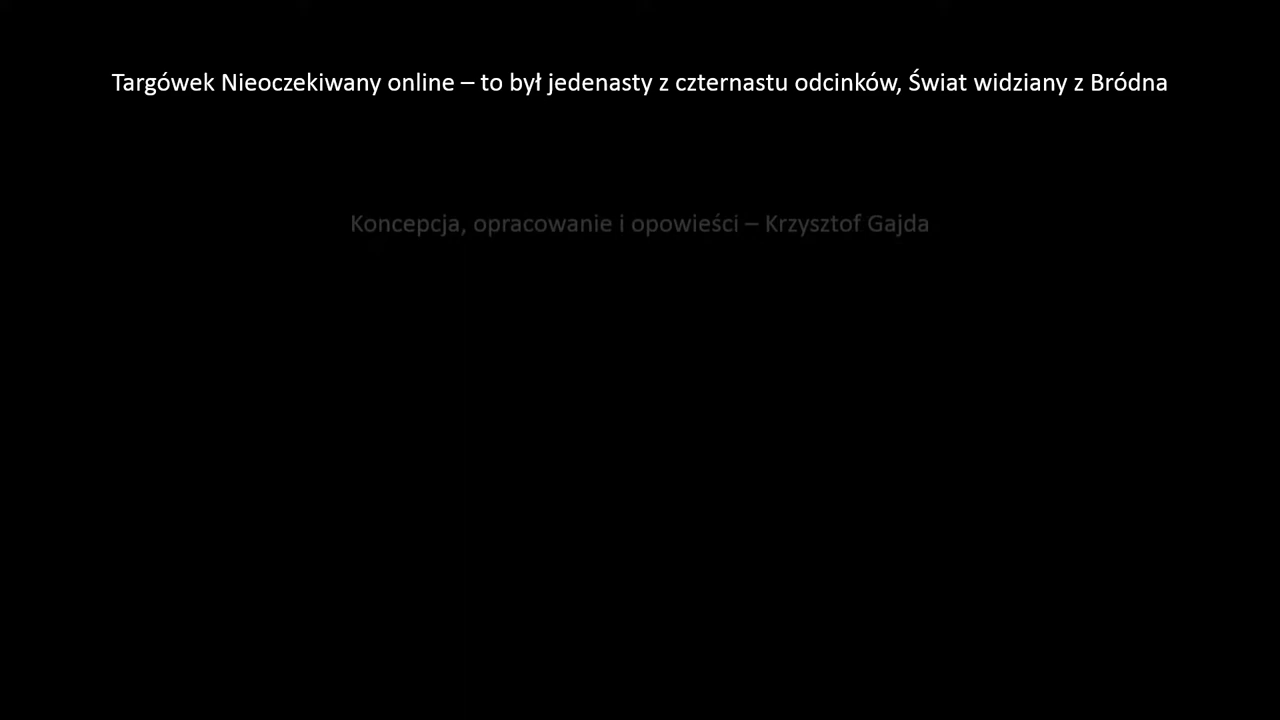 Targówek Nieoczekiwany online – to był jedenasty z czternastu odcinków, Świat widziany z Bródna
Koncepcja, opracowanie i opowieści – Krzysztof Gajda